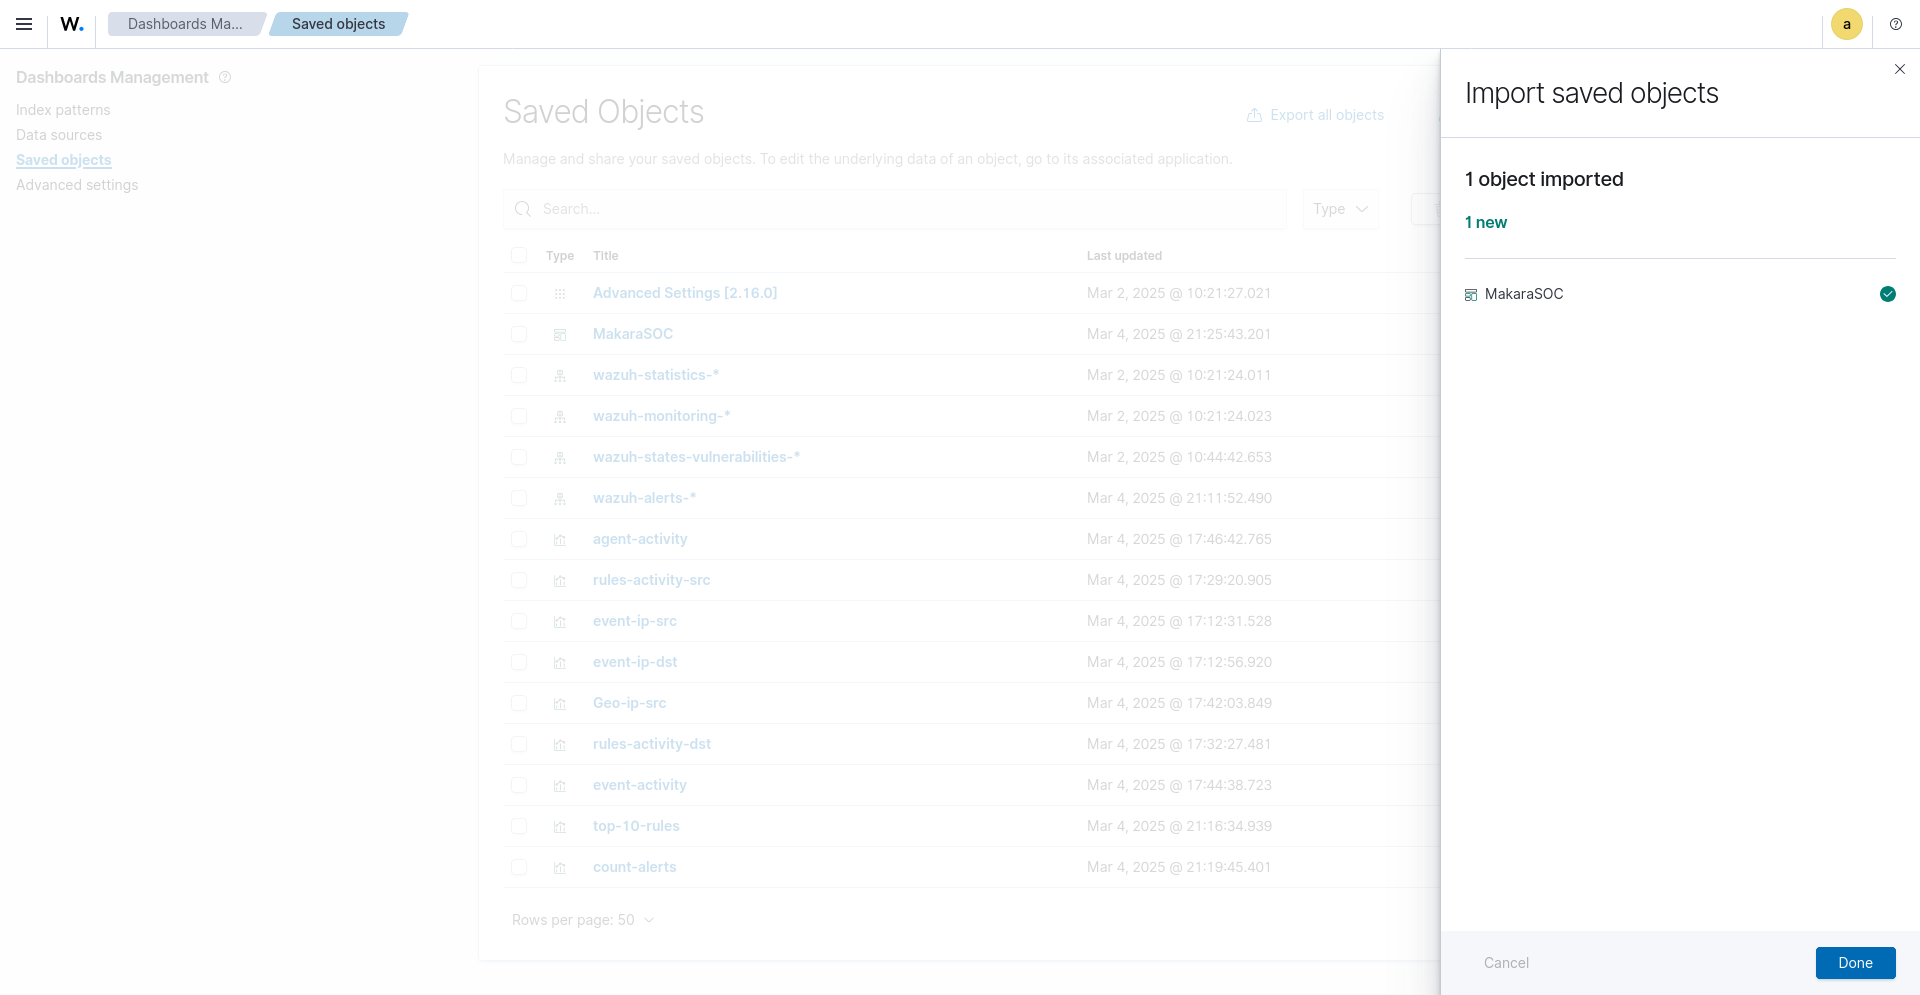 W.
Dashboards Ma...
Saved objects
a
Dashboards Management
Index patterns
Data sources
Saved objects
Advanced settings
Saved Objects
Export all objects
Manage and share your saved objects. To edit the underlying data of an object, go to its associated application.
Search...
Type
Type Title Last updated
Advanced Settings [2.16.0] Mar 2, 2025 @ 10:21:27.021
MakaraSOC Mar 4, 2025 @ 21:25:43.201
wazuh-statistics-* Mar 2, 2025 @ 10:21:24.011
wazuh-monitoring-* Mar 2, 2025 @ 10:21:24.023
wazuh-states-vulnerabilities-* Mar 2, 2025 @ 10:44:42.653
wazuh-alerts-* Mar 4, 2025 @ 21:11:52.490
agent-activity Mar 4, 2025 @ 17:46:42.765
rules-activity-src Mar 4, 2025 @ 17:29:20.905
event-ip-src Mar 4, 2025 @ 17:12:31.528
event-ip-dst Mar 4, 2025 @ 17:12:56.920
Geo-ip-src Mar 4, 2025 @ 17:42:03.849
rules-activity-dst Mar 4, 2025 @ 17:32:27.481
event-activity Mar 4, 2025 @ 17:44:38.723
top-10-rules Mar 4, 2025 @ 21:16:34.939
count-alerts Mar 4, 2025 @ 21:19:45.401
Rows per page: 50
Import saved objects
1 object imported
1 new
MakaraSOC
Cancel
Done